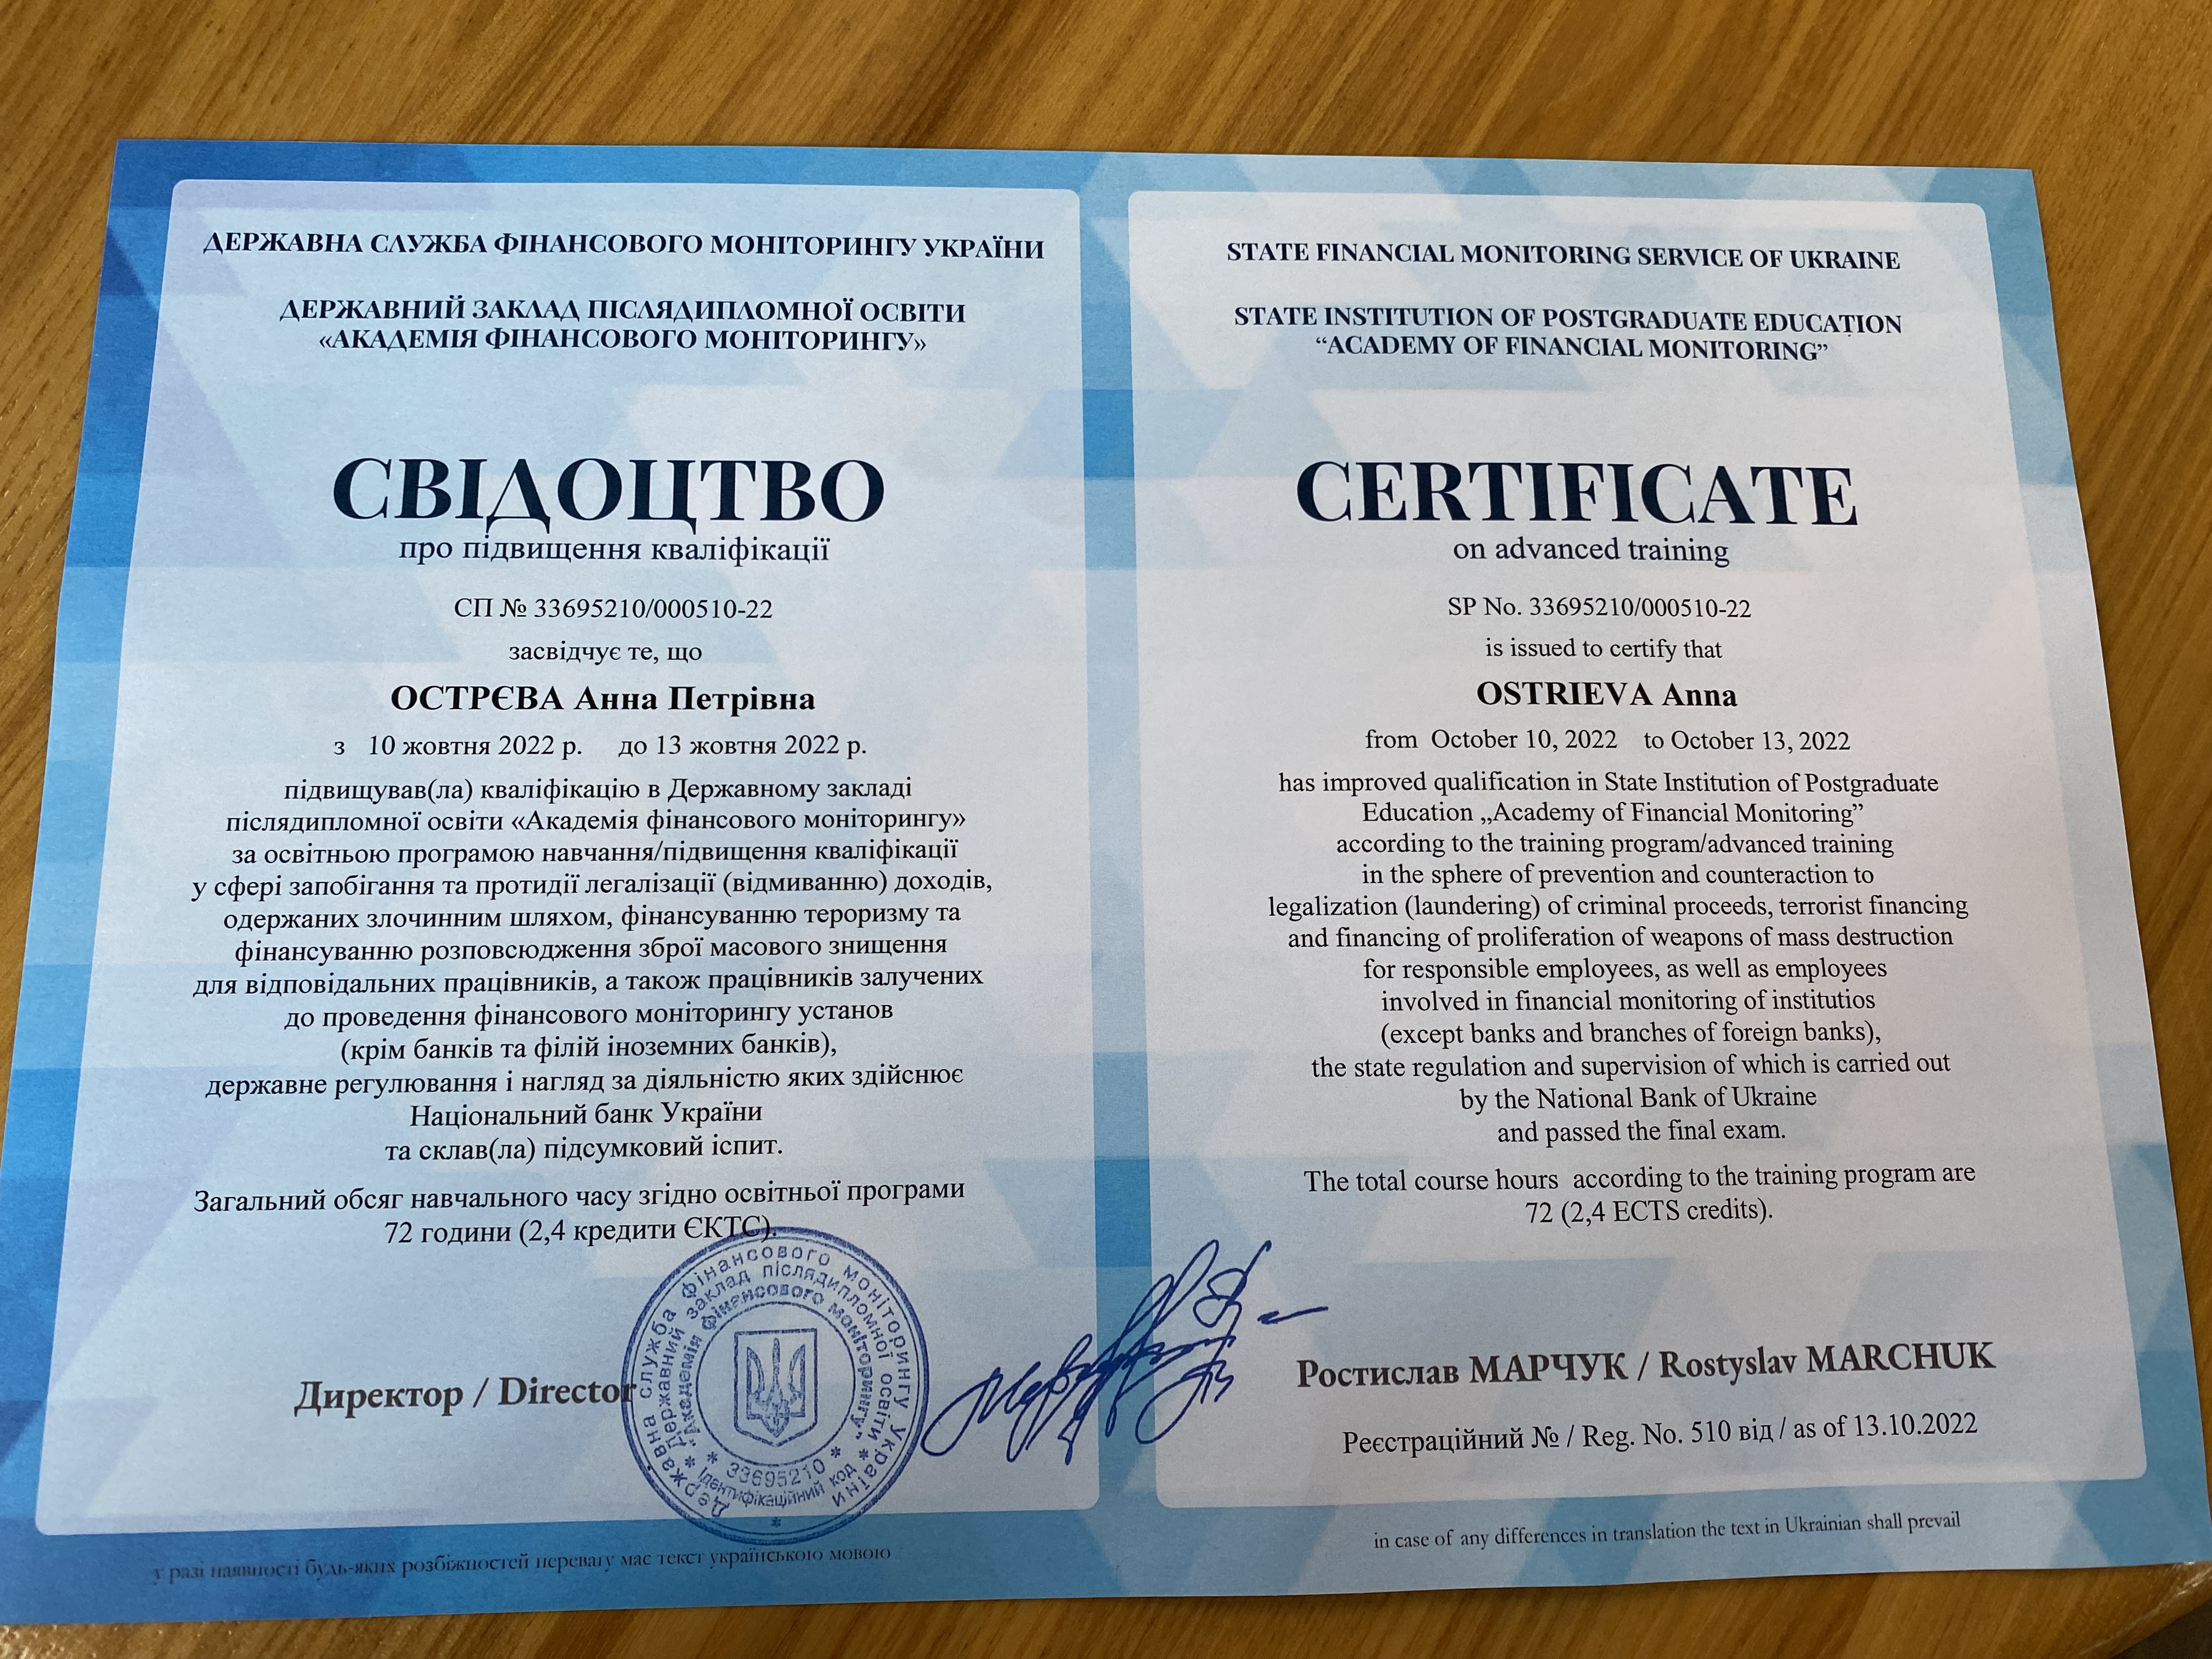 ДЕРЖАВНА СЛУЖБА ФІНАНСОВОГО МОНІТОРИНГУ УКРАЇНИ
ДЕРЖАВНИЙ ЗАКЛАД ПІСЛЯДИПЛОМНОЇ ОСВІТИ
«АКАДЕМІЯ ФІНАНСОВОГО МОНІТОРИНГУ»
СВІДОЦТВО
про підвищення кваліфікації
СП № 33695210/000510-22
засвідчує те, що
ОСТРЄВА Анна Петрівна
з 10 жовтня 2022 р. до 13 жовтня 2022 р.
підвищував(ла) кваліфікацію в Державному закладі
післядипломної освіти «Академія фінансового моніторингу»
за освітньою програмою навчання/підвищення кваліфікації
у сфері запобігання та протидії легалізації (відмиванню) доходів,
одержаних злочинним шляхом, фінансуванню тероризму та
фінансуванню розповсюдження зброї масового знищення
для відповідальних працівників, а також працівників залучених
до проведення фінансового моніторингу установ
(крім банків та філій іноземних банків),
державне регулювання і нагляд за діяльністю яких здійснює
Національний банк України
та склав(ла) підсумковий іспит.
Загальний обсяг навчального часу згідно освітньої програми
72 години (2,4 кредити ЄКТС).
Директор / Director
Державна служба фінансового моніторингу України
Державний заклад післядипломної освіти
"Академія фінансового моніторингу"
* Ідентифікаційний код *
* 33695210 *
у разі наявності будь-яких розбіжностей перевагу має текст українською мовою
STATE FINANCIAL MONITORING SERVICE OF UKRAINE
STATE INSTITUTION OF POSTGRADUATE EDUCATION
“ACADEMY OF FINANCIAL MONITORING”
CERTIFICATE
on advanced training
SP No. 33695210/000510-22
is issued to certify that
OSTRIEVA Anna
from October 10, 2022 to October 13, 2022
has improved qualification in State Institution of Postgraduate
Education „Academy of Financial Monitoring”
according to the training program/advanced training
in the sphere of prevention and counteraction to
legalization (laundering) of criminal proceeds, terrorist financing
and financing of proliferation of weapons of mass destruction
for responsible employees, as well as employees
involved in financial monitoring of institutios
(except banks and branches of foreign banks),
the state regulation and supervision of which is carried out
by the National Bank of Ukraine
and passed the final exam.
The total course hours according to the training program are
72 (2,4 ECTS credits).
Ростислав МАРЧУК / Rostyslav MARCHUK
Реєстраційний № / Reg. No. 510 від / as of 13.10.2022
in case of any differences in translation the text in Ukrainian shall prevail